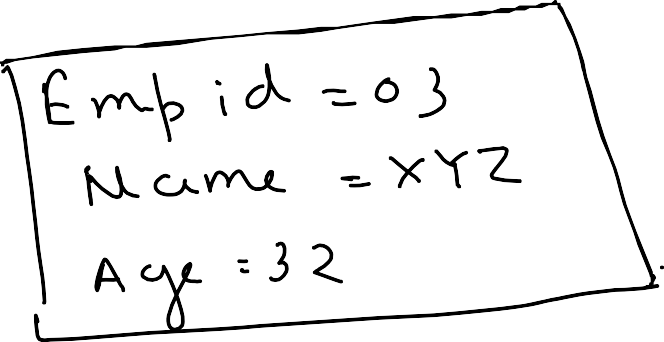 Emp id = 03
Name = XYZ
Age = 32